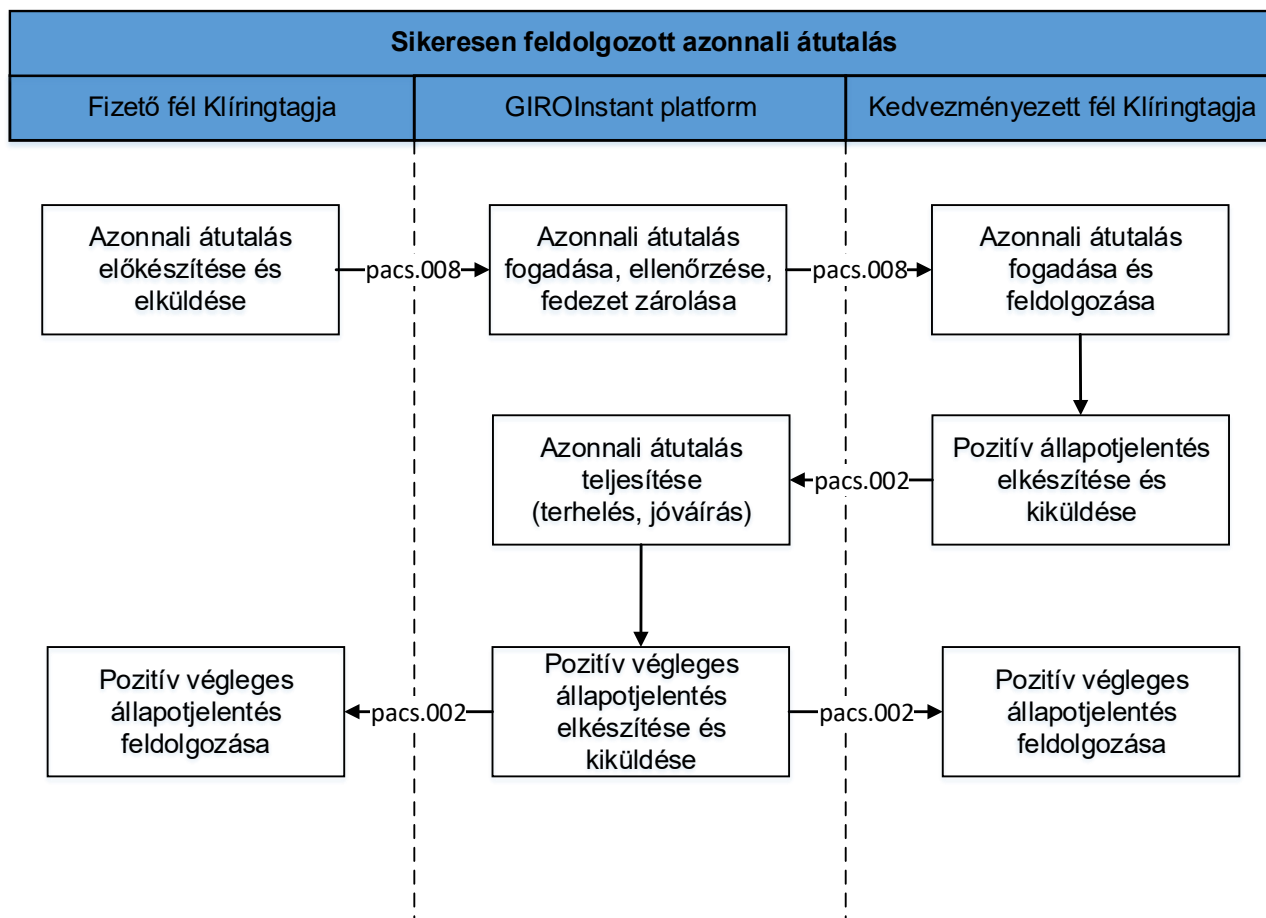 Sikeresen feldolgozott azonnali átutalás
Fizető fél Klíringtagja
GIROInstant platform
Kedvezményezett fél Klíringtagja
Azonnali átutalás
előkészítése és
elküldése
pacs.008
Azonnali átutalás
fogadása, ellenőrzése,
fedezet zárolása
pacs.008
Azonnali átutalás
fogadása és
feldolgozása
Azonnali átutalás
teljesítése
(terhelés, jóváírás)
pacs.002
Pozitív állapotjelentés
elkészítése és
kiküldése
Pozitív végleges
állapotjelentés
feldolgozása
pacs.002
Pozitív végleges
állapotjelentés
elkészítése és
kiküldése
pacs.002
Pozitív végleges
állapotjelentés
feldolgozása